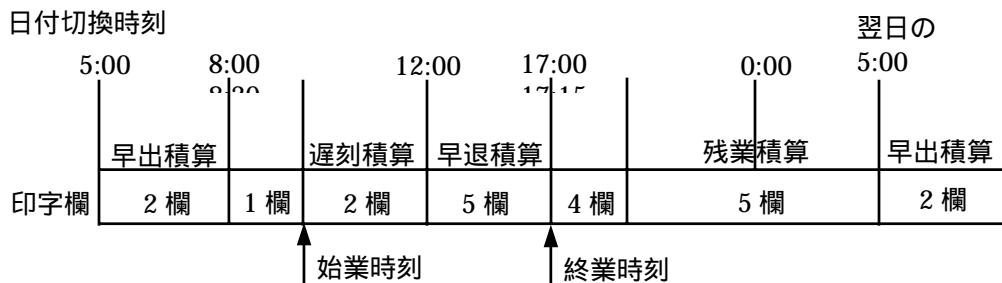 日付切換時刻
翌日の
5:00 8:00 12:00 17:00 0:00 5:00
早出積算 遅刻積算 早退積算 残業積算 早出積算
印字欄 2 欄 1 欄 2 欄 5 欄 4 欄 5 欄 2 欄
始業時刻 終業時刻